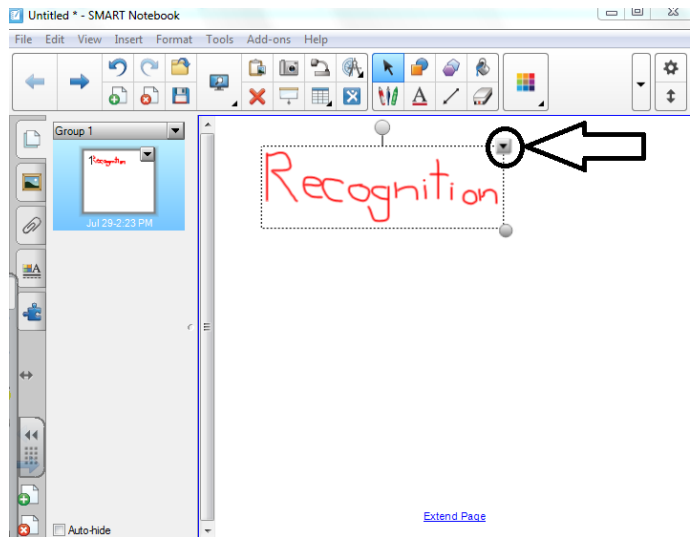 Untitled * - SMART Notebook
File Edit View Insert Format Tools Add-ons Help
Group 1
Recognition
Jul 29-2:23 PM
Recognition
Extend Page
Auto-hide